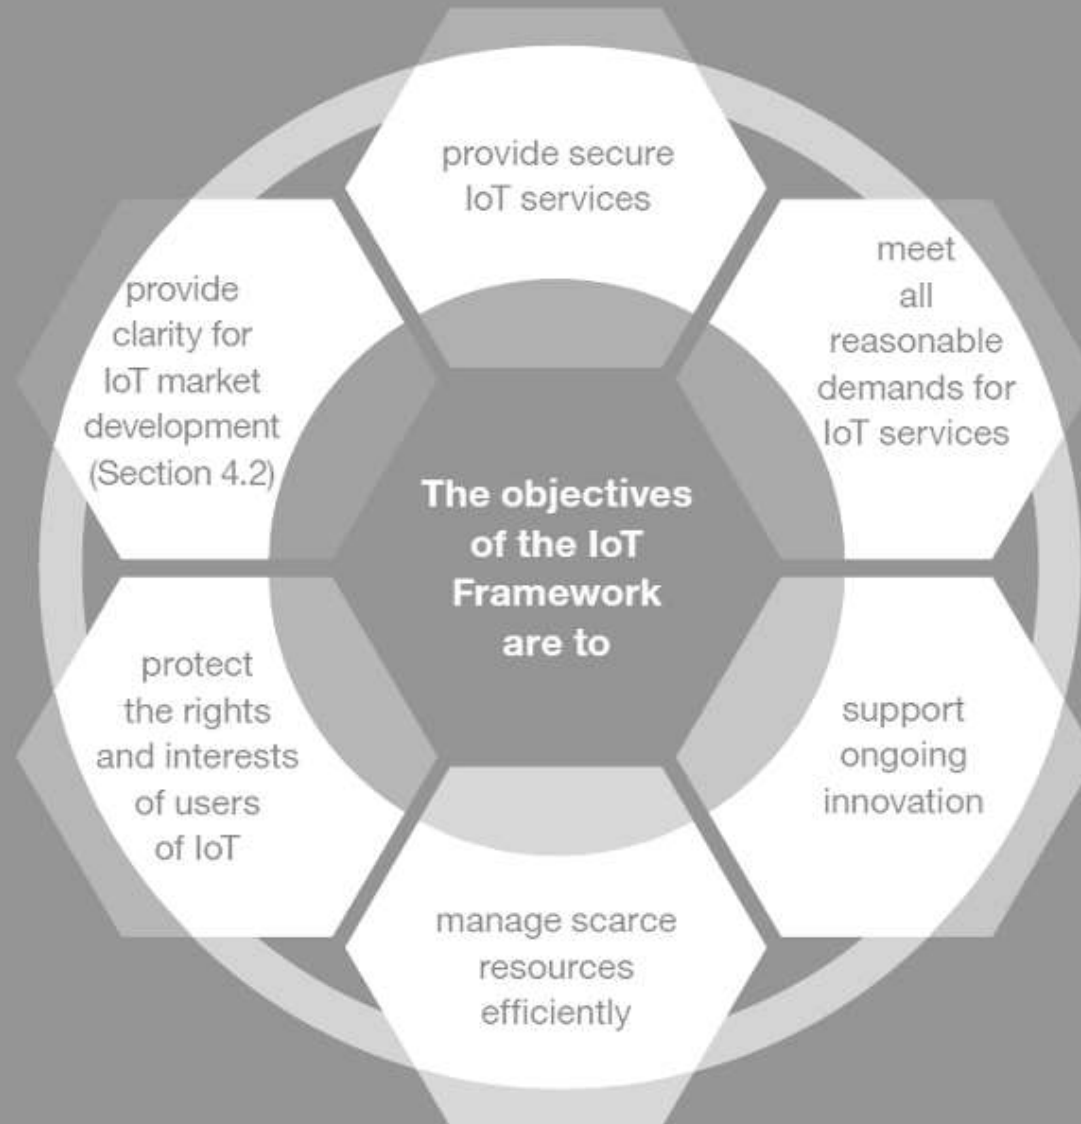 provide secure
IoT services
meet
all
reasonable
demands for
IoT services
support
ongoing
innovation
manage scarce
resources
efficiently
protect
the rights
and interests
of users
of IoT
provide
clarity for
IoT market
development
(Section 4.2)
The objectives
of the IoT
Framework
are to